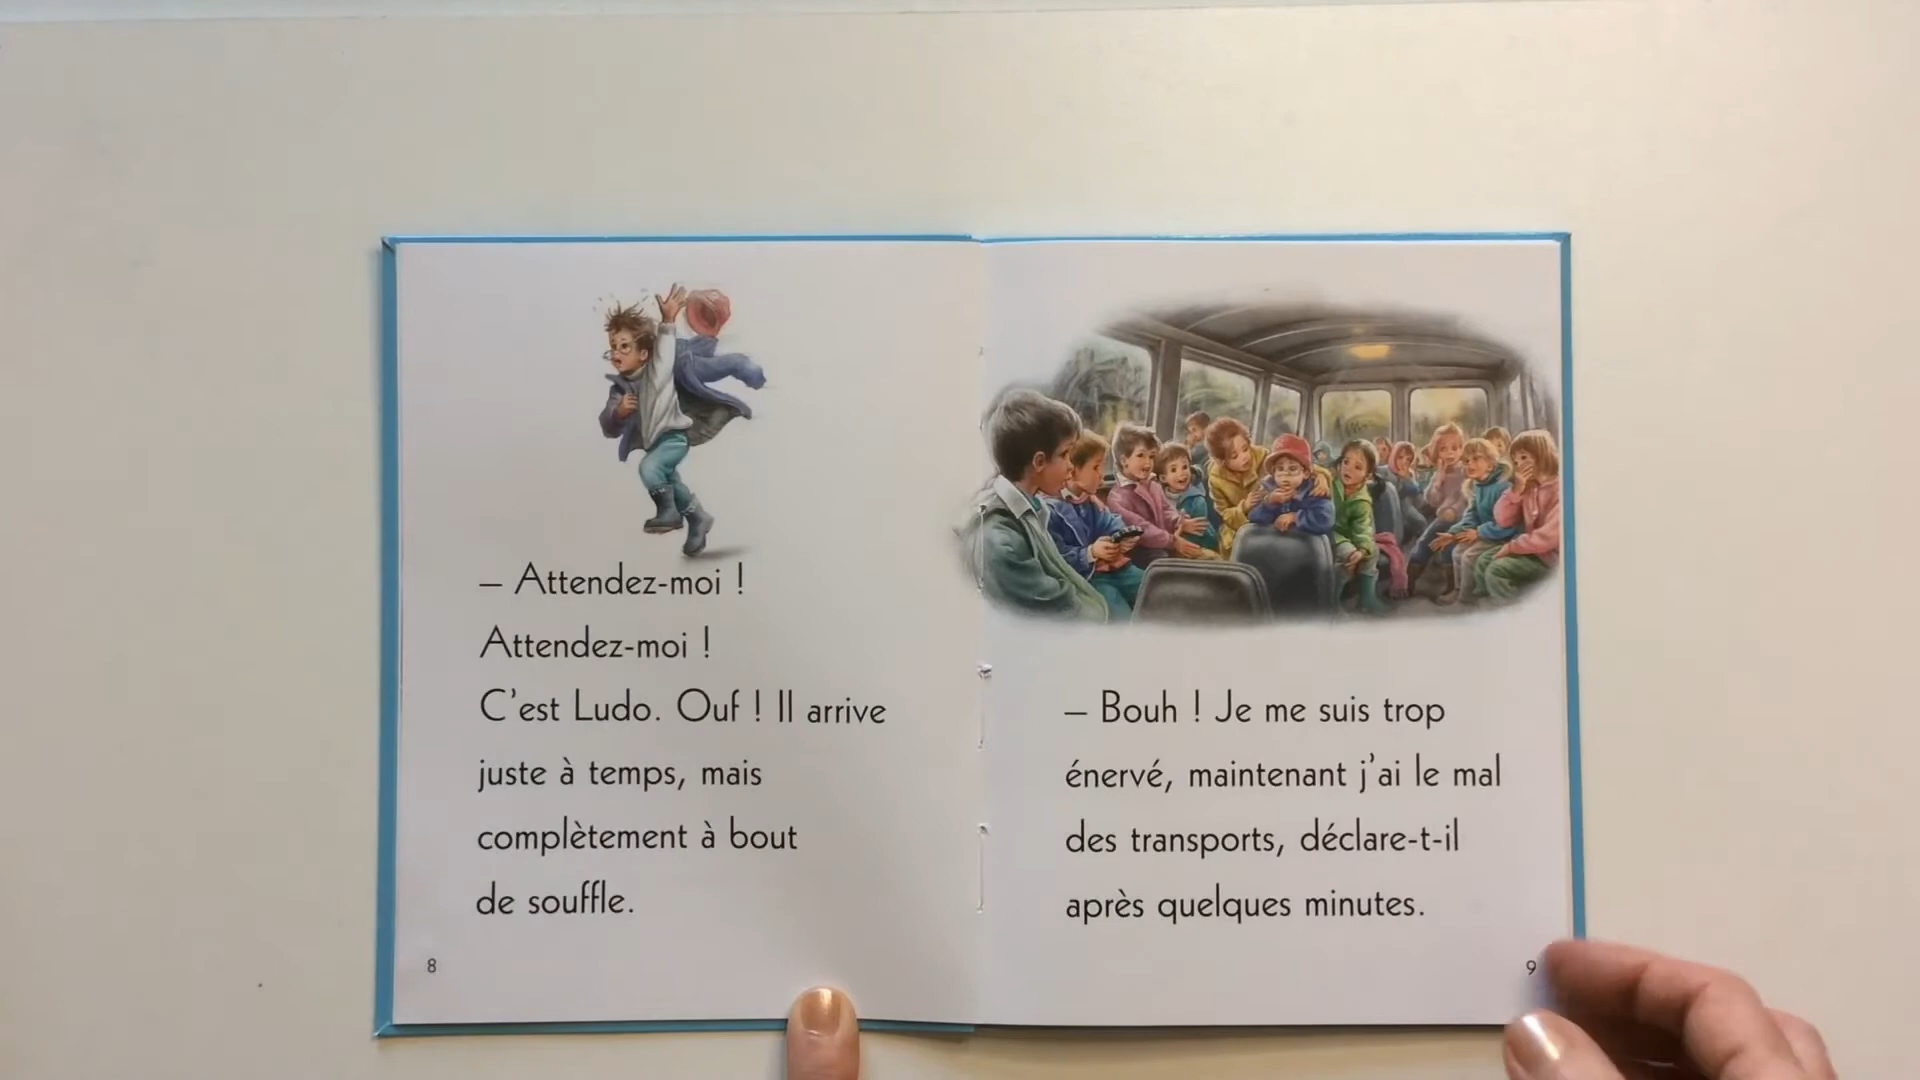 – Attendez-moi !
Attendez-moi !
C'est Ludo. Ouf ! Il arrive
juste à temps, mais
complètement à bout
de souffle.
8
– Bouh ! Je me suis trop
énervé, maintenant j'ai le mal
des transports, déclare-t-il
après quelques minutes.
9